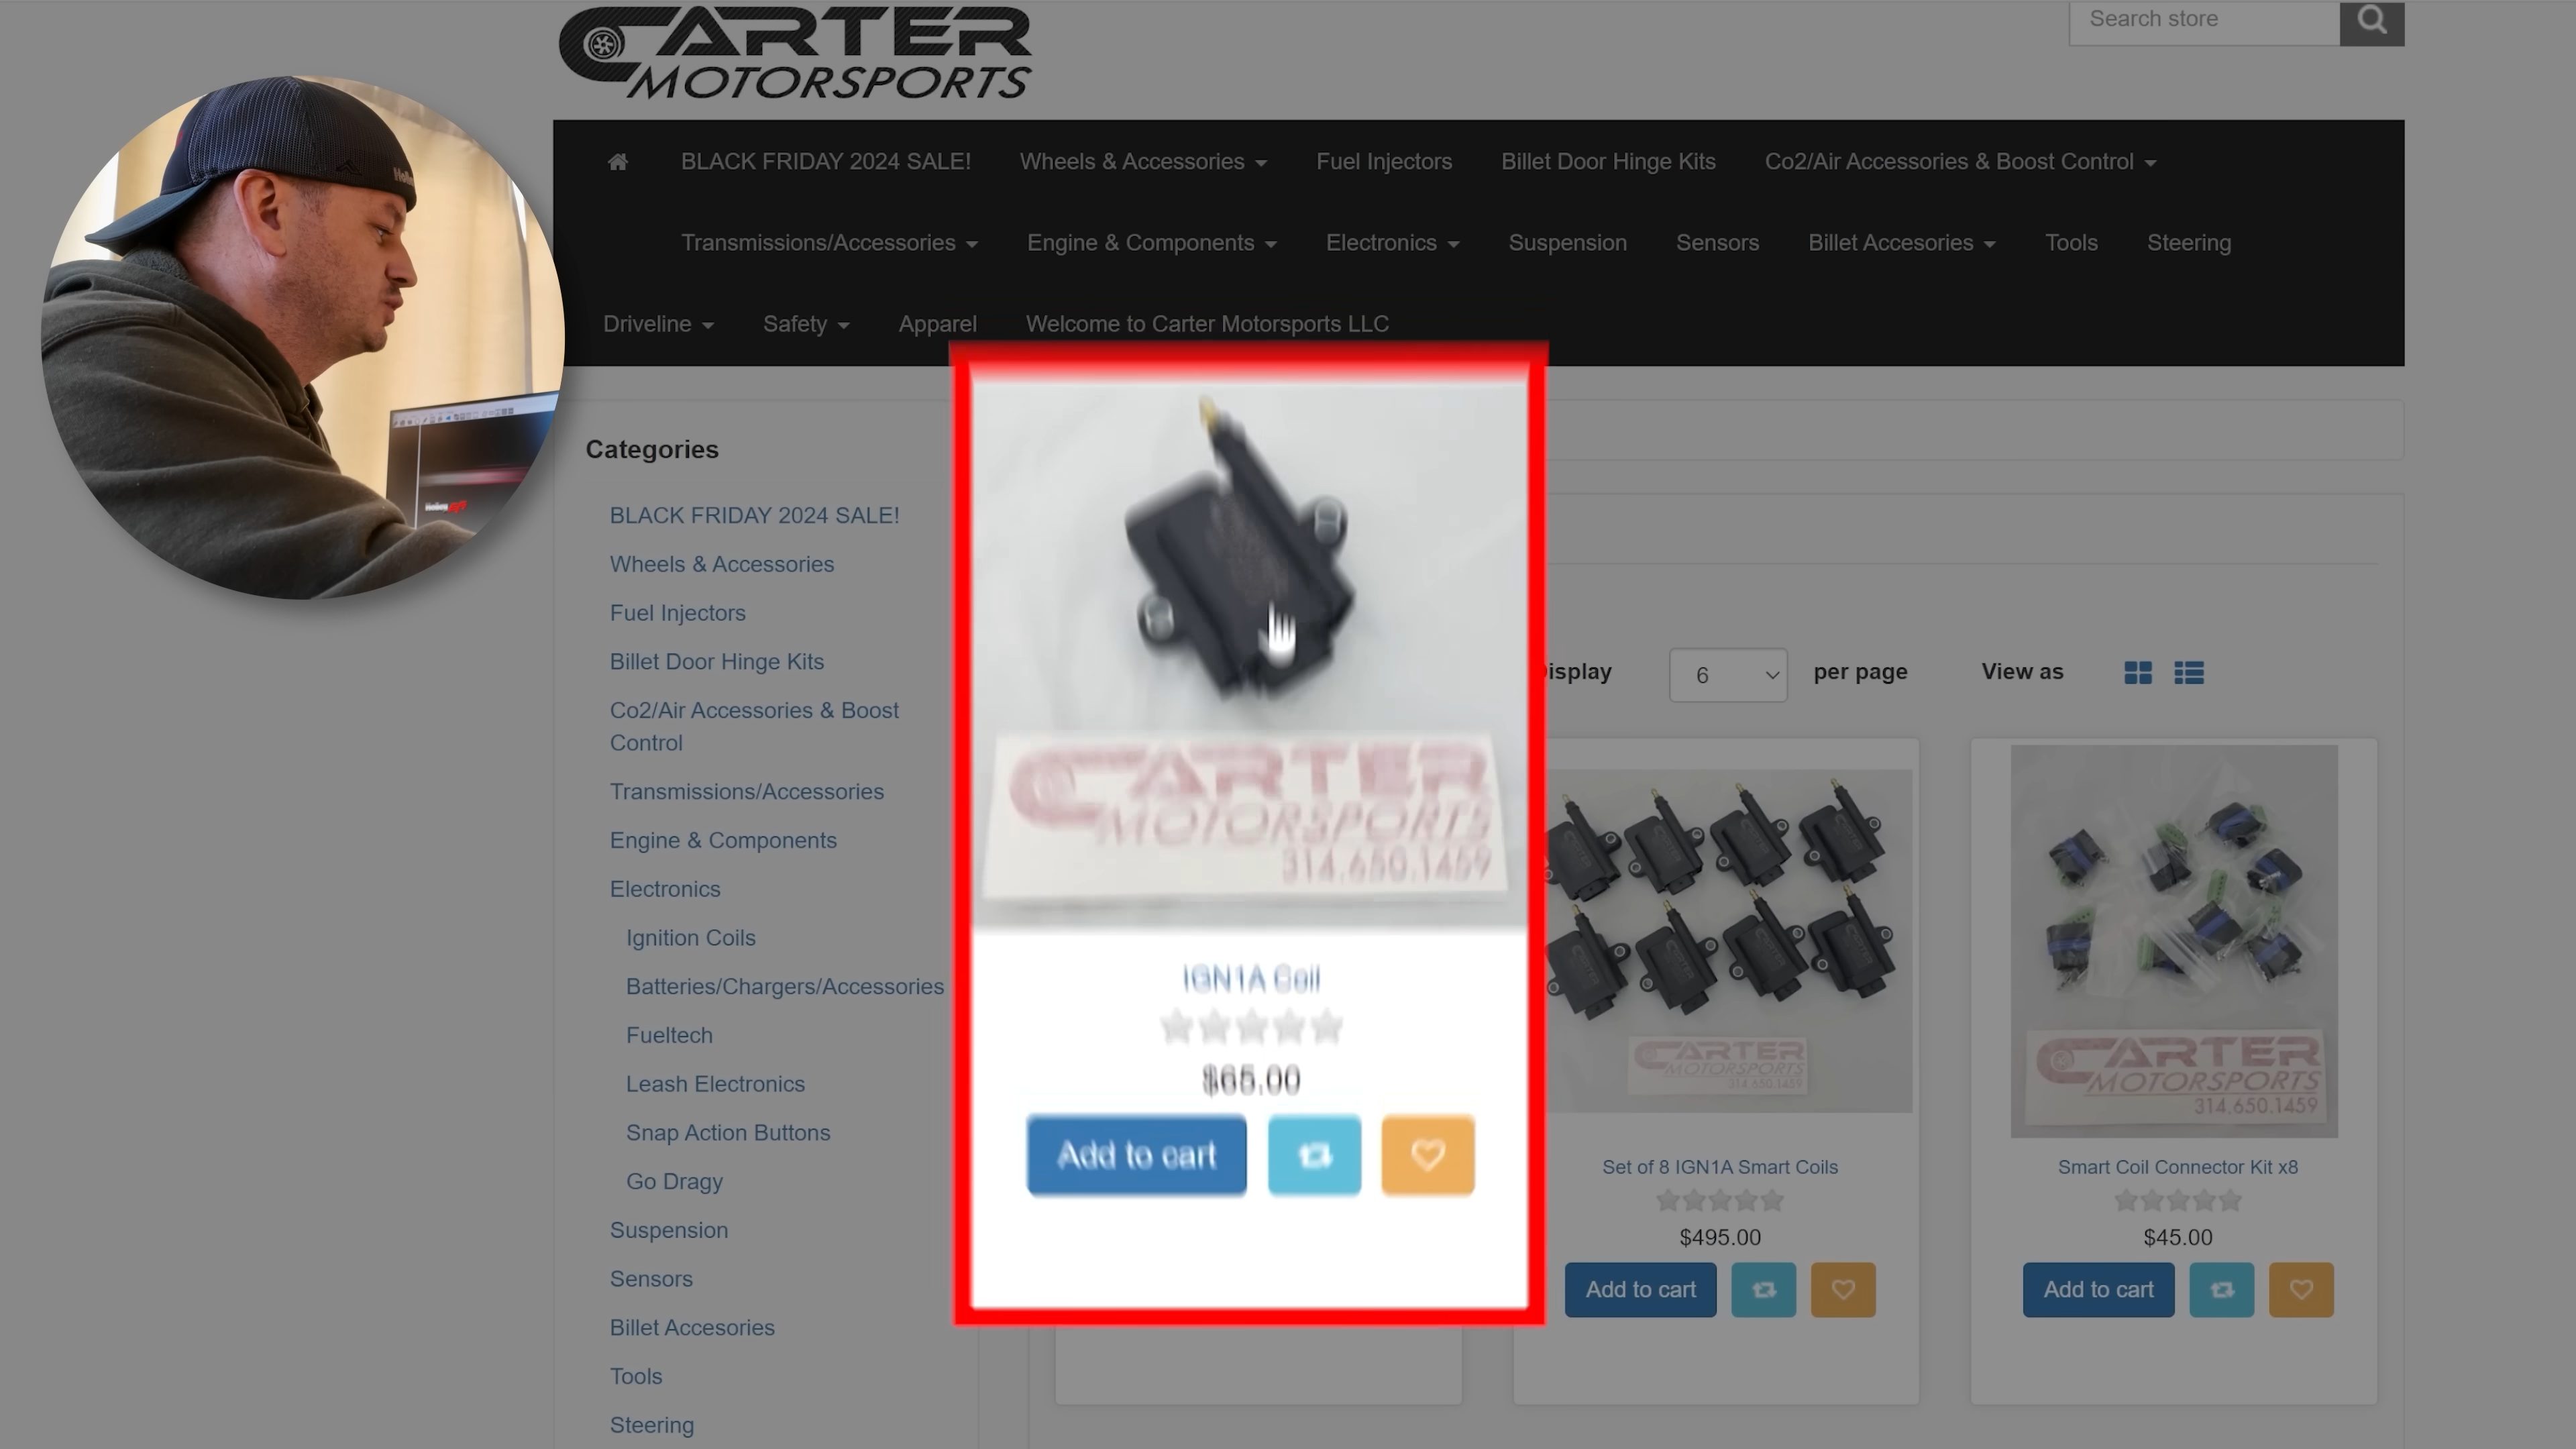 CARTER
MOTORSPORTS
Search store
BLACK FRIDAY 2024 SALE!
Wheels & Accessories
Fuel Injectors
Billet Door Hinge Kits
Co2/Air Accessories & Boost Control
Transmissions/Accessories
Engine & Components
Electronics
Suspension
Sensors
Billet Accesories
Tools
Steering
Driveline
Safety
Apparel
Welcome to Carter Motorsports LLC
Categories
BLACK FRIDAY 2024 SALE!
Wheels & Accessories
Fuel Injectors
Billet Door Hinge Kits
Co2/Air Accessories & Boost
Control
Transmissions/Accessories
Engine & Components
Electronics
Ignition Coils
Batteries/Chargers/Accessories
Fueltech
Leash Electronics
Snap Action Buttons
Go Dragy
Suspension
Sensors
Billet Accesories
Tools
Steering
CARTER
MOTORSPORTS
314.650.1459
IGN1A Coil
$65.00
Add to cart
6
per page
View as
CARTER
MOTORSPORTS
314.650.1459
Set of 8 IGN1A Smart Coils
$495.00
Add to cart
CARTER
MOTORSPORTS
314.650.1459
Smart Coil Connector Kit x8
$45.00
Add to cart